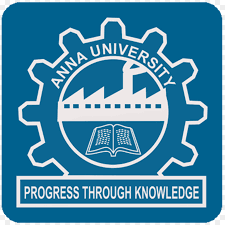 ANNA UNIVERSITY
PROGRESS THROUGH KNOWLEDGE